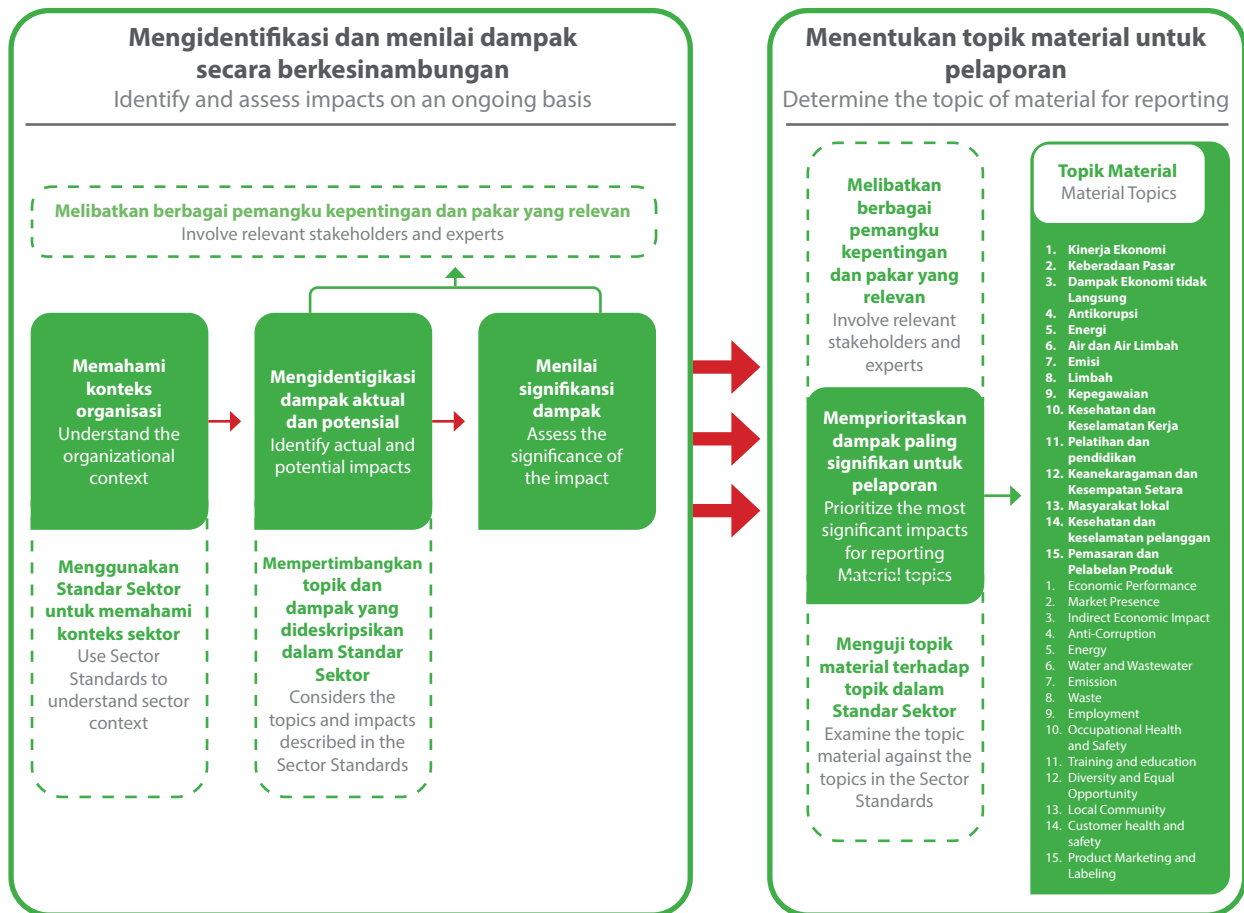 Mengidentifikasi dan menilai dampak
secara berkesinambungan
Identify and assess impacts on an ongoing basis
Melibatkan berbagai pemangku kepentingan dan pakar yang relevan
Involve relevant stakeholders and experts
Memahami
konteks
organisasi
Understand the
organizational
context
Mengidentigikasi
dampak aktual
dan potensial
Identify actual and
potential impacts
Menilai
signifikansi
dampak
Assess the
significance of
the impact
Menggunakan
Standar Sektor
untuk memahami
konteks sektor
Use Sector
Standards to
understand sector
context
Mempertimbangkan
topik dan
dampak yang
dideskripsikan
dalam Standar
Sektor
Considers the
topics and impacts
described in the
Sector Standards
Menentukan topik material untuk
pelaporan
Determine the topic of material for reporting
Melibatkan
berbagai
pemangku
kepentingan
dan pakar yang
relevan
Involve relevant
stakeholders and
experts
Memprioritaskan
dampak paling
signifikan untuk
pelaporan
Prioritize the most
significant impacts
for reporting
Material topics
Menguji topik
material terhadap
topik dalam
Standar Sektor
Examine the topic
material against the
topics in the Sector
Standards
Topik Material
Material Topics
1. Kinerja Ekonomi
2. Keberadaan Pasar
3. Dampak Ekonomi tidak
Langsung
4. Antikorupsi
5. Energi
6. Air dan Air Limbah
7. Emisi
8. Limbah
9. Kepegawaian
10. Kesehatan dan
Keselamatan Kerja
11. Pelatihan dan
pendidikan
12. Keanekaragaman dan
Kesempatan Setara
13. Masyarakat lokal
14. Kesehatan dan
keselamatan pelanggan
15. Pemasaran dan
Pelabelan Produk
1. Economic Performance
2. Market Presence
3. Indirect Economic Impact
4. Anti-Corruption
5. Energy
6. Water and Wastewater
7. Emission
8. Waste
9. Employment
10. Occupational Health
and Safety
11. Training and education
12. Diversity and Equal
Opportunity
13. Local Community
14. Customer health and
safety
15. Product Marketing and
Labeling